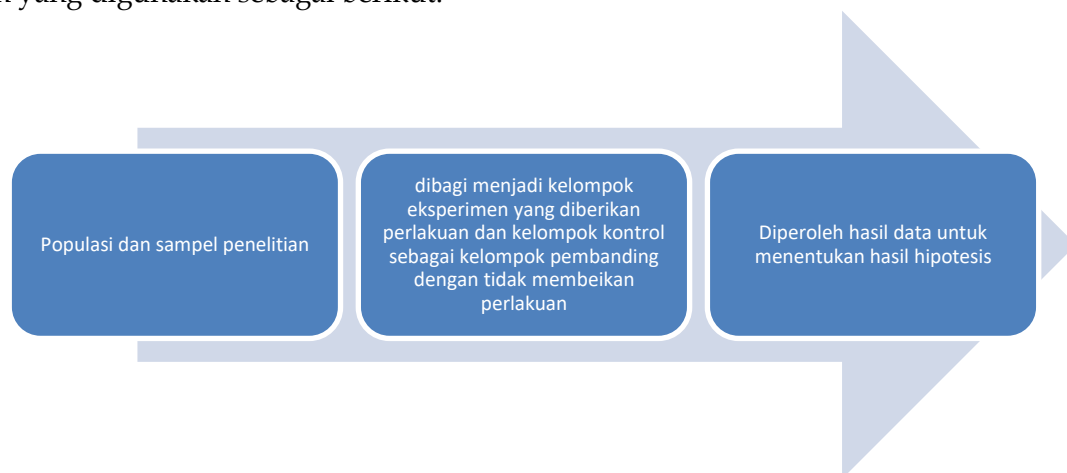 yang digunakan sebagai berikut.
Populasi dan sampel penelitian
dibagi menjadi kelompok
eksperimen yang diberikan
perlakuan dan kelompok kontrol
sebagai kelompok pembanding
dengan tidak membeikan
perlakuan
Diperoleh hasil data untuk
menentukan hasil hipotesis